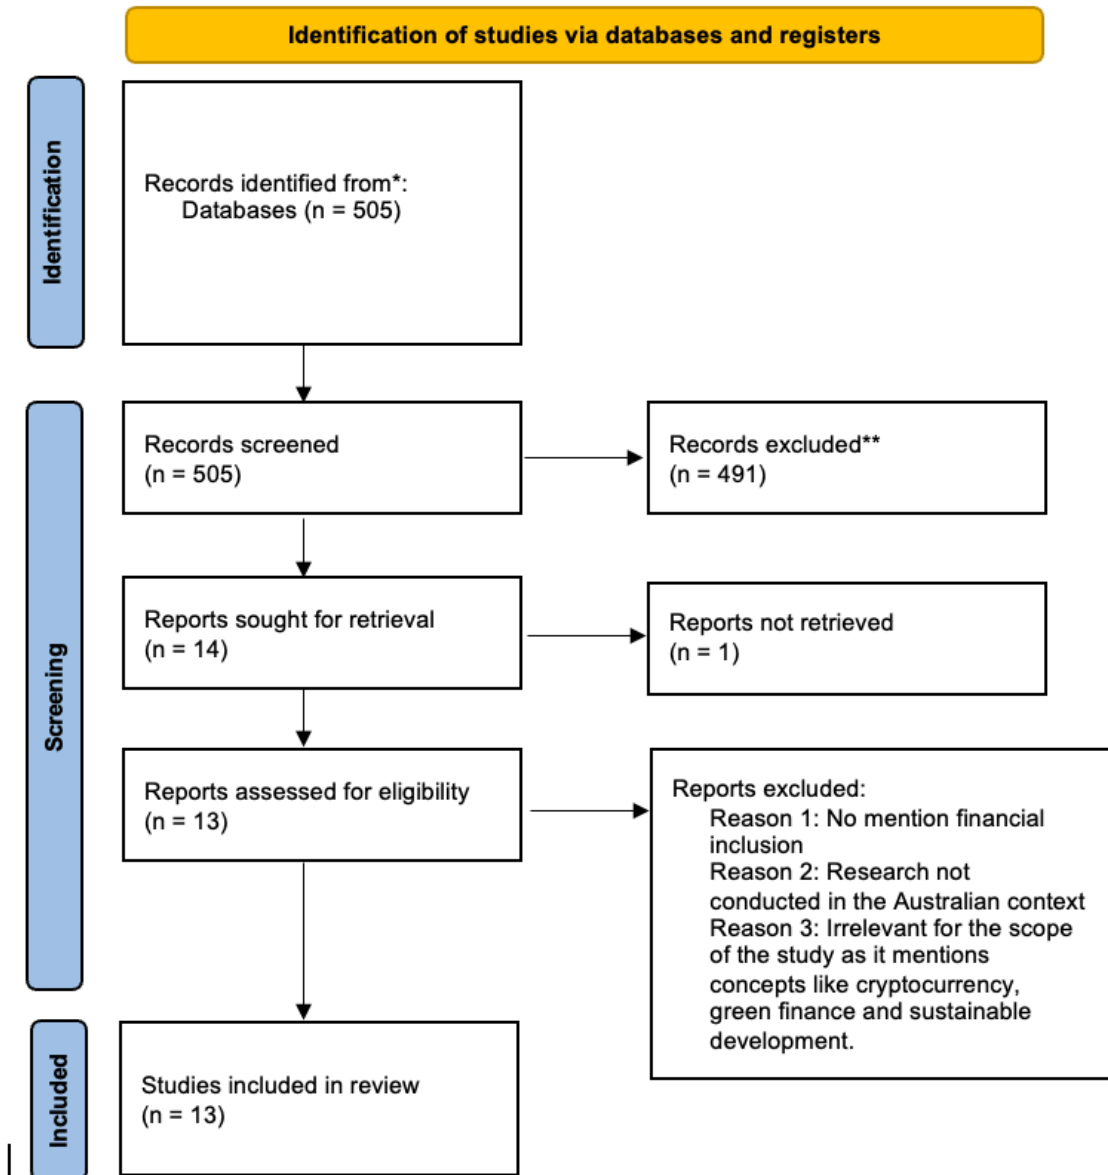 Identification of studies via databases and registers
Identification
Records identified from*:
Databases (n = 505)
Screening
Records screened
(n = 505)
Records excluded**
(n = 491)
Reports sought for retrieval
(n = 14)
Reports not retrieved
(n = 1)
Reports assessed for eligibility
(n = 13)
Reports excluded:
Reason 1: No mention financial
inclusion
Reason 2: Research not
conducted in the Australian context
Reason 3: Irrelevant for the scope
of the study as it mentions
concepts like cryptocurrency,
green finance and sustainable
development.
Included
Studies included in review
(n = 13)